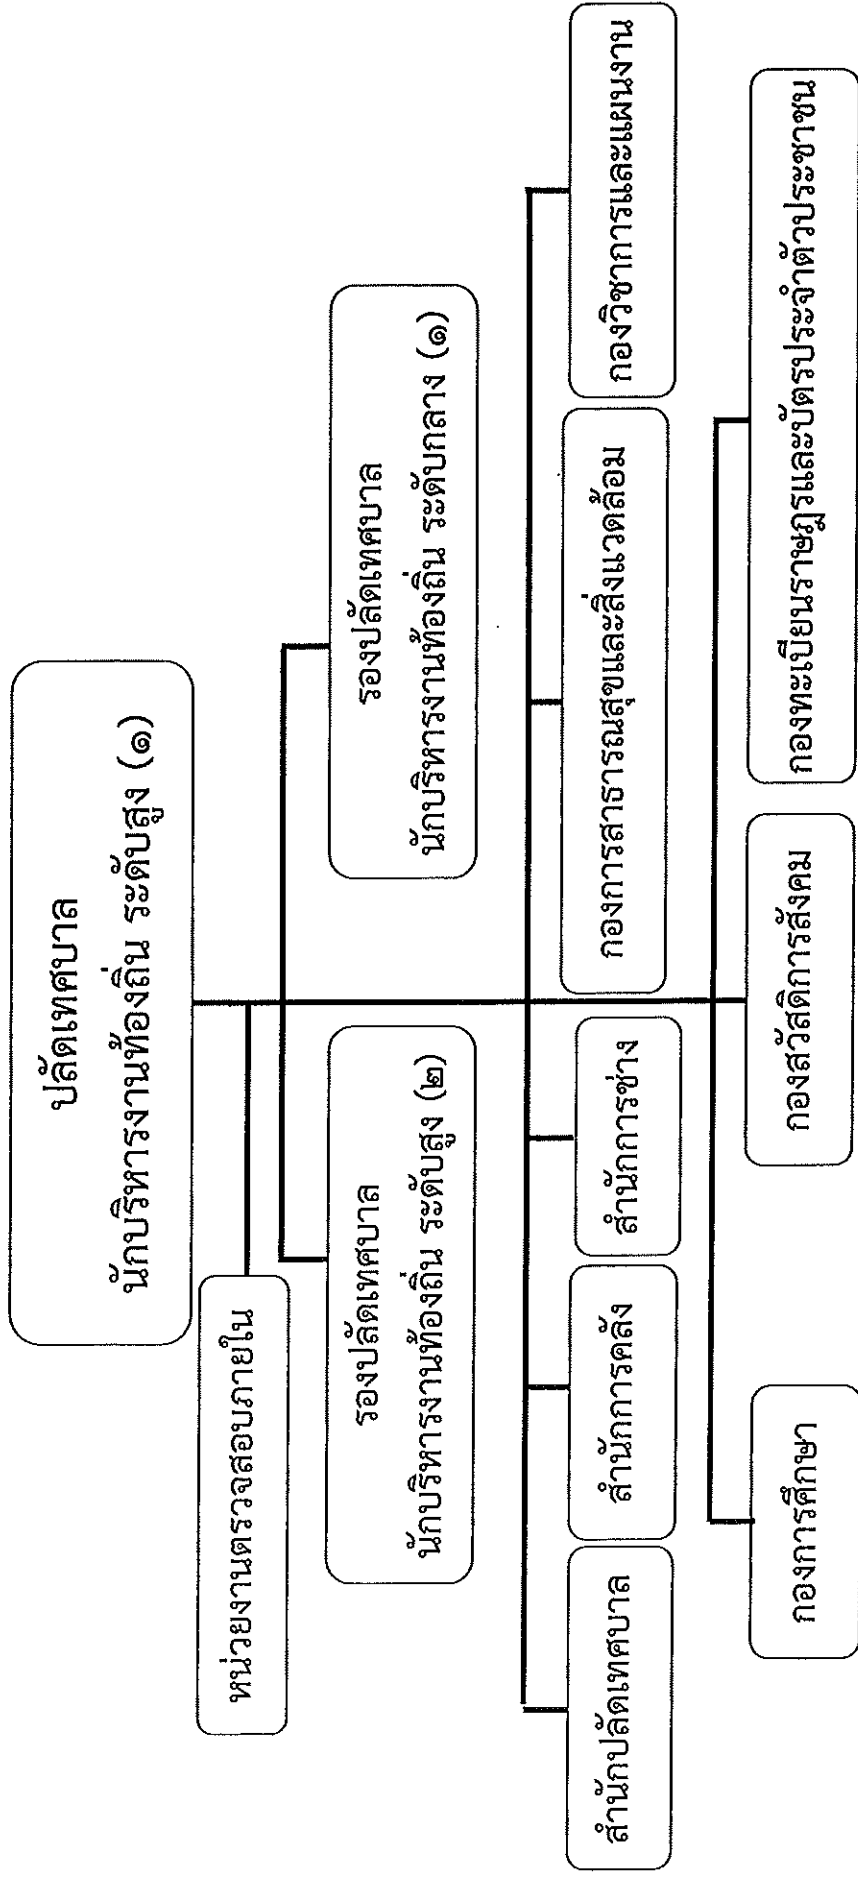 ปลัดเทศบาล
นักบริหารงานท้องถิ่น ระดับสูง (๑)
หน่วยงานตรวจสอบภายใน
รองปลัดเทศบาล
นักบริหารงานท้องถิ่น ระดับสูง (๒)
รองปลัดเทศบาล
นักบริหารงานท้องถิ่น ระดับกลาง (๑)
สำนักปลัดเทศบาล
สำนักการคลัง
สำนักการช่าง
กองการสาธารณสุขและสิ่งแวดล้อม
กองวิชาการและแผนงาน
กองการศึกษา
กองสวัสดิการสังคม
กองทะเบียนราษฎรและบัตรประจำตัวประชาชน